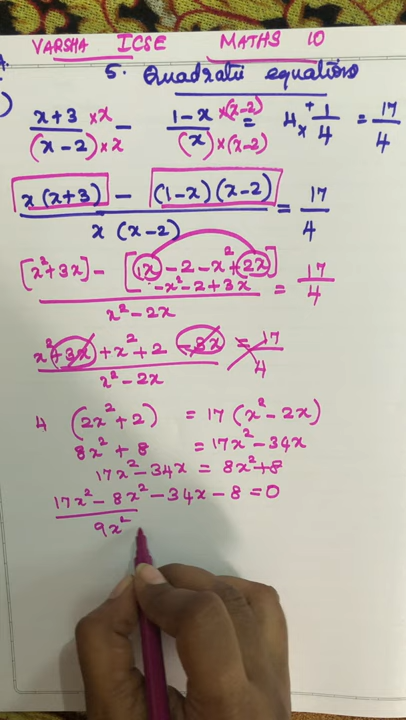 VARSHA ICSE MATHS 10
5. Quadratic equations
(x+3)/(x-2) ×x/×x - (1-x)/(x) ×(x-2)/×(x-2) = 4×+1/4 = 17/4
x(x+3) - (1-x)(x-2) / x(x-2) = 17/4
[x²+3x] - [1x - 2 - x² + 2x] / x² - 2x = 17/4
-x² - 2 + 3x
x² + 3x + x² + 2 - 3x / x² - 2x = 17/4
4 (2x² + 2) = 17 (x² - 2x)
8x² + 8 = 17x² - 34x
17x² - 34x = 8x² + 8
17x² - 8x² - 34x - 8 = 0
9x²